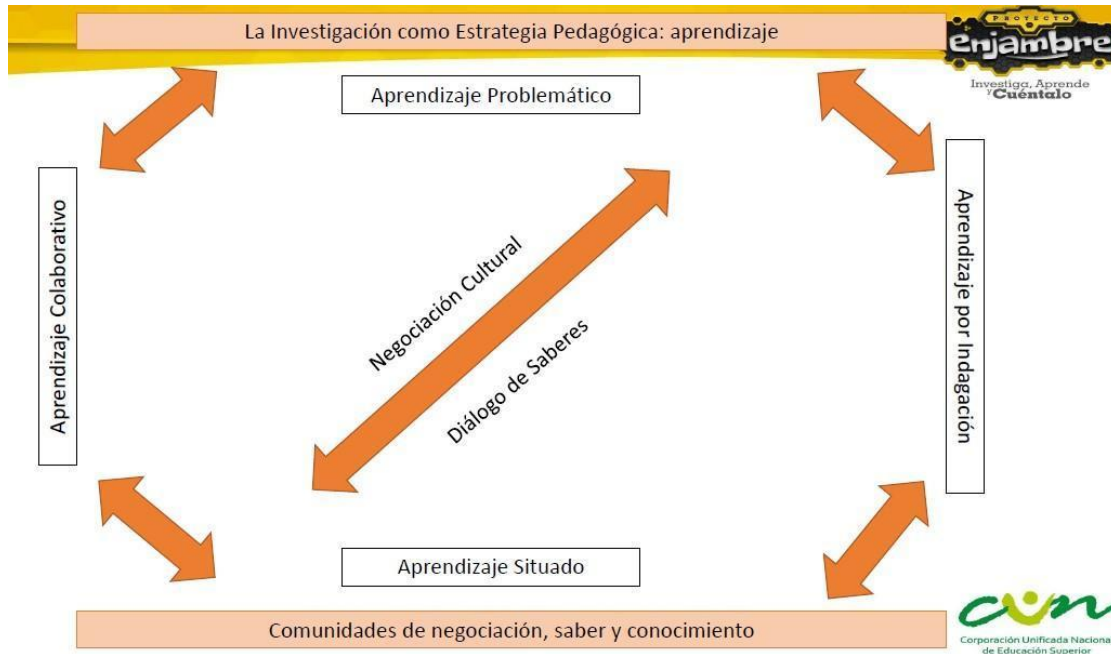 La Investigación como Estrategia Pedagógica: aprendizaje
PROYECTO
enjambre
Investiga, Aprende
y Cuéntalo
Aprendizaje Problemático
Aprendizaje Colaborativo
Negociación Cultural
Diálogo de Saberes
Aprendizaje por Indagación
Aprendizaje Situado
Comunidades de negociación, saber y conocimiento
cun
Corporación Unificada Nacional
de Educación Superior